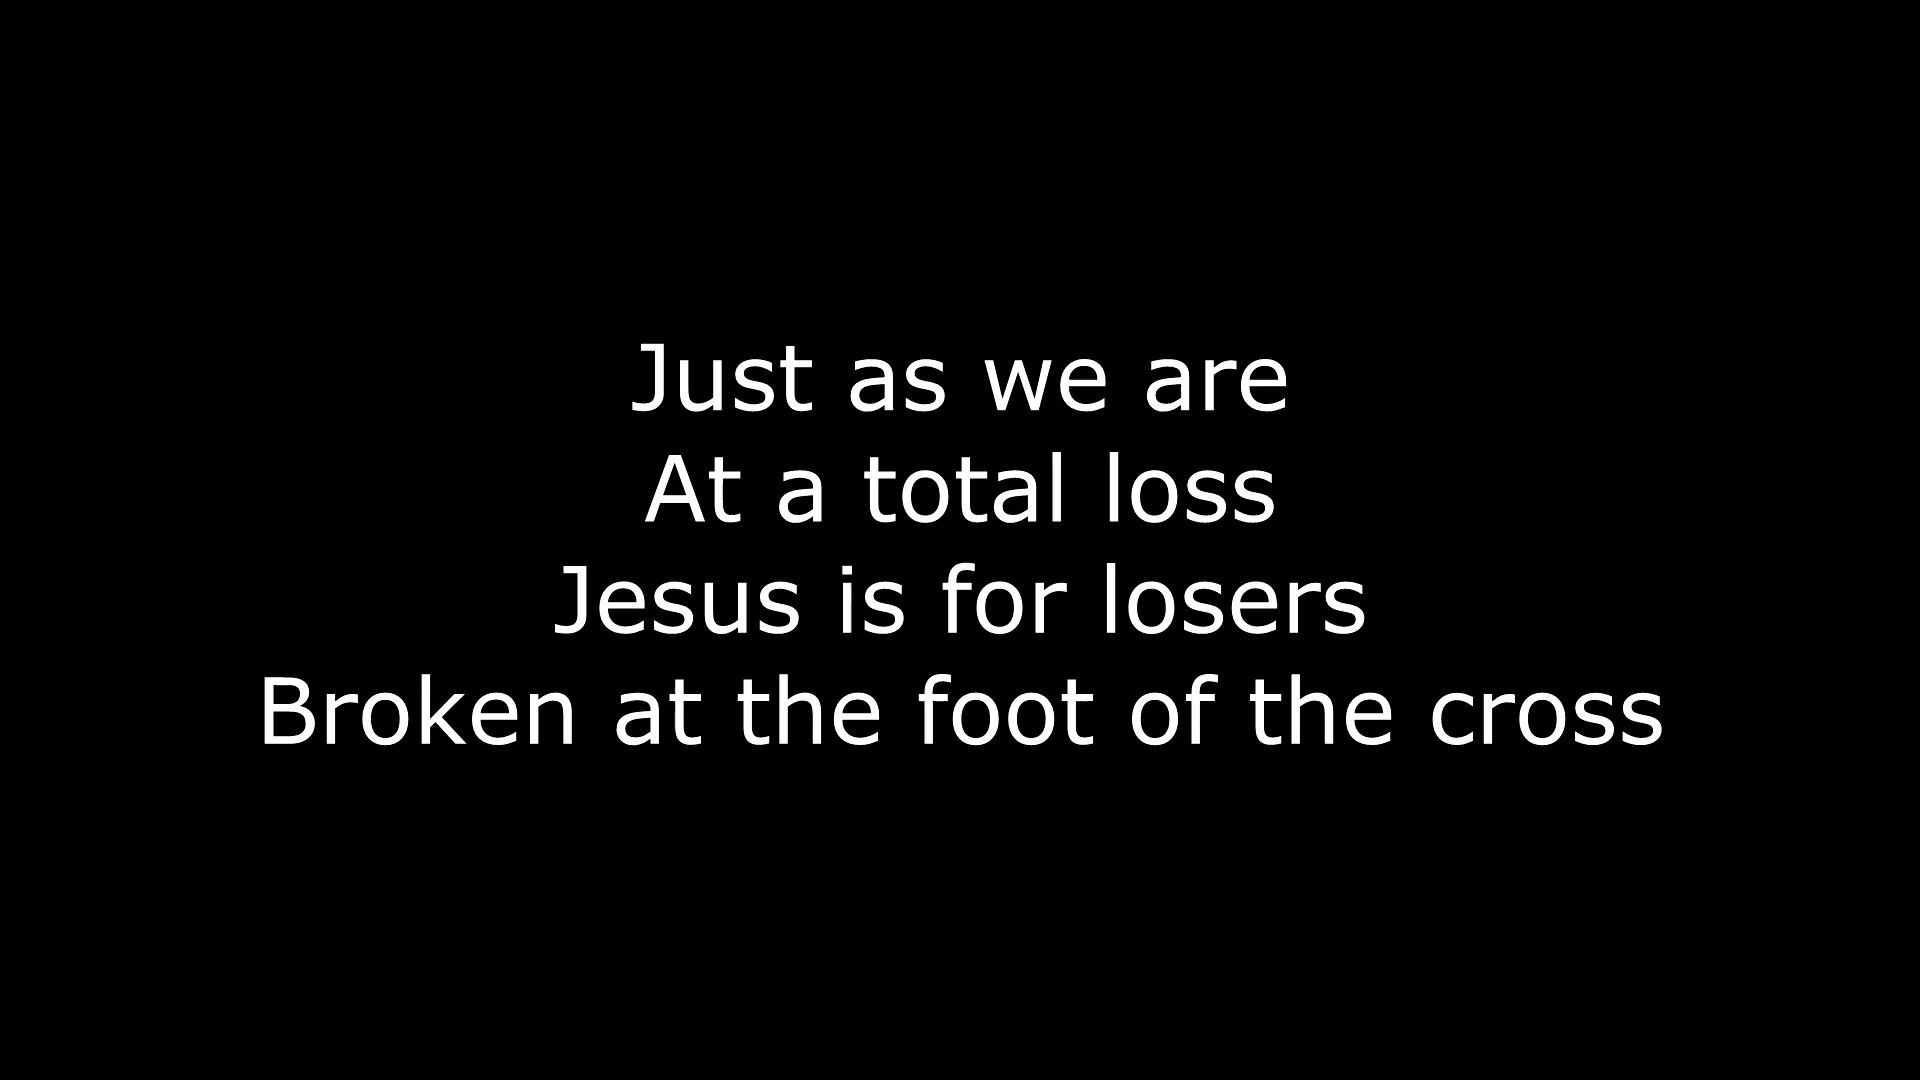 Just as we are
At a total loss
Jesus is for losers
Broken at the foot of the cross